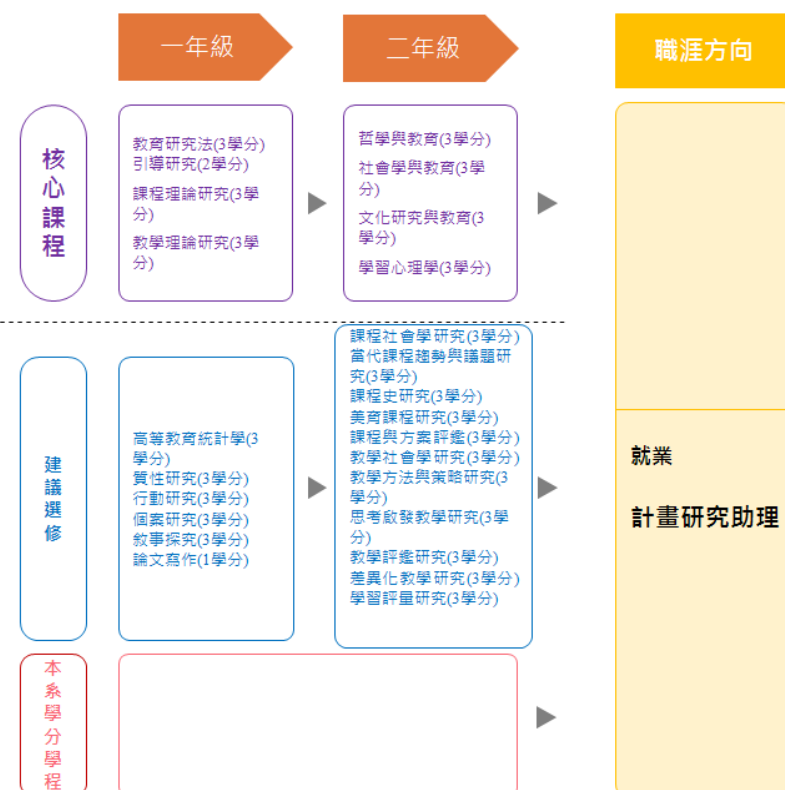 一年級
二年級
職涯方向
核心課程
教育研究法(3學分)
引導研究(2學分)
課程理論研究(3學
分)
教學理論研究(3學
分)
哲學與教育(3學分)
社會學與教育(3學
分)
文化研究與教育(3
學分)
學習心理學(3學分)
建議選修
高等教育統計學(3
學分)
質性研究(3學分)
行動研究(3學分)
個案研究(3學分)
敘事探究(3學分)
論文寫作(1學分)
課程社會學研究(3學分)
當代課程趨勢與議題研
究(3學分)
課程史研究(3學分)
美育課程研究(3學分)
課程與方案評鑑(3學分)
教學社會學研究(3學分)
教學方法與策略研究(3
學分)
思考啟發教學研究(3學
分)
教學評鑑研究(3學分)
差異化教學研究(3學分)
學習評量研究(3學分)
就業
計畫研究助理
本系學分學程